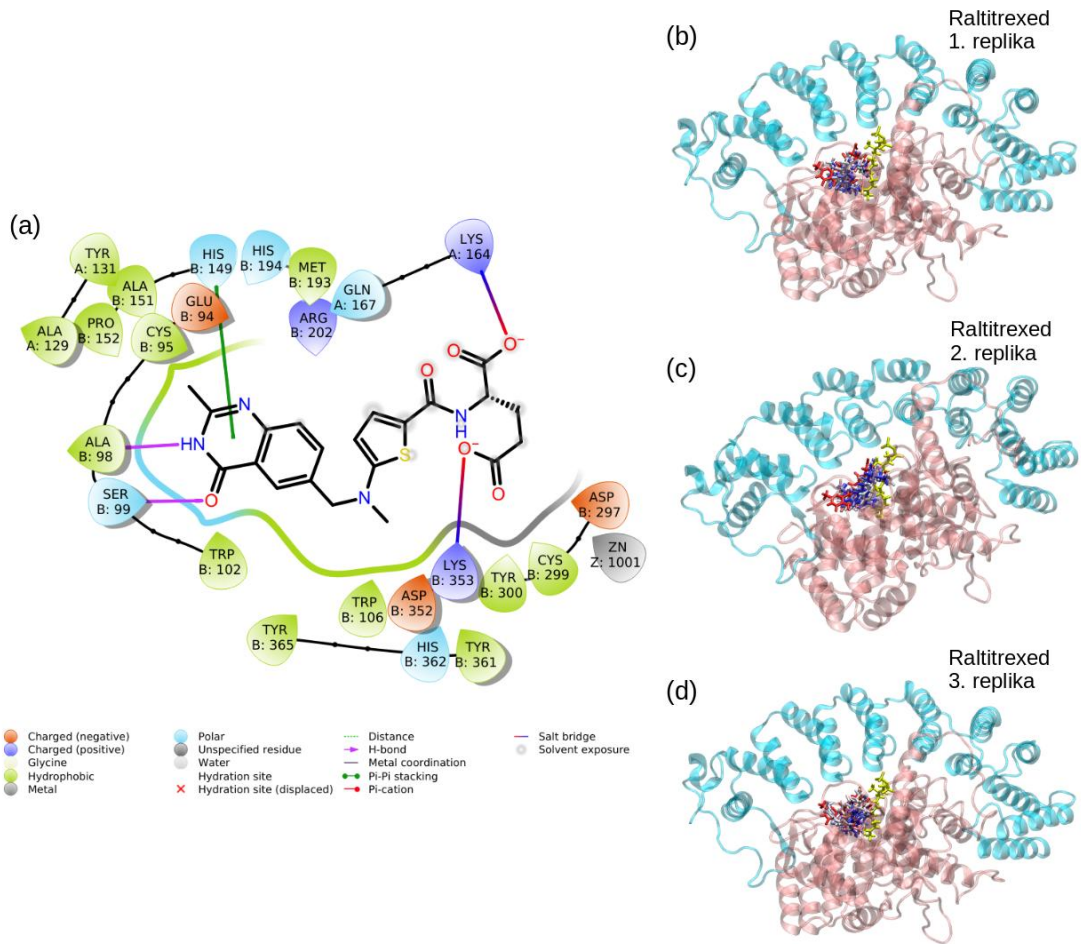 (a)
TYR
A: 131
HIS
B: 149
HIS
B: 194
MET
B: 193
LYS
A: 164
ALA
B: 151
GLU
B: 94
GLN
A: 167
ARG
B: 202
ALA
A: 129
PRO
B: 152
CYS
B: 95
O⁻
O
O
N
N
H
ALA
B: 98
HN
S
O⁻
O
N
O
SER
B: 99
ASP
B: 297
TRP
B: 102
ZN
Z: 1001
CYS
B: 299
LYS
B: 353
TYR
B: 300
TRP
B: 106
ASP
B: 352
TYR
B: 365
HIS
B: 362
TYR
B: 361
Charged (negative)
Charged (positive)
Glycine
Hydrophobic
Metal
Polar
Unspecified residue
Water
Hydration site
Hydration site (displaced)
Distance
H-bond
Metal coordination
Pi-Pi stacking
Pi-cation
Salt bridge
Solvent exposure
(b)
Raltitrexed
1. replika
(c)
Raltitrexed
2. replika
(d)
Raltitrexed
3. replika